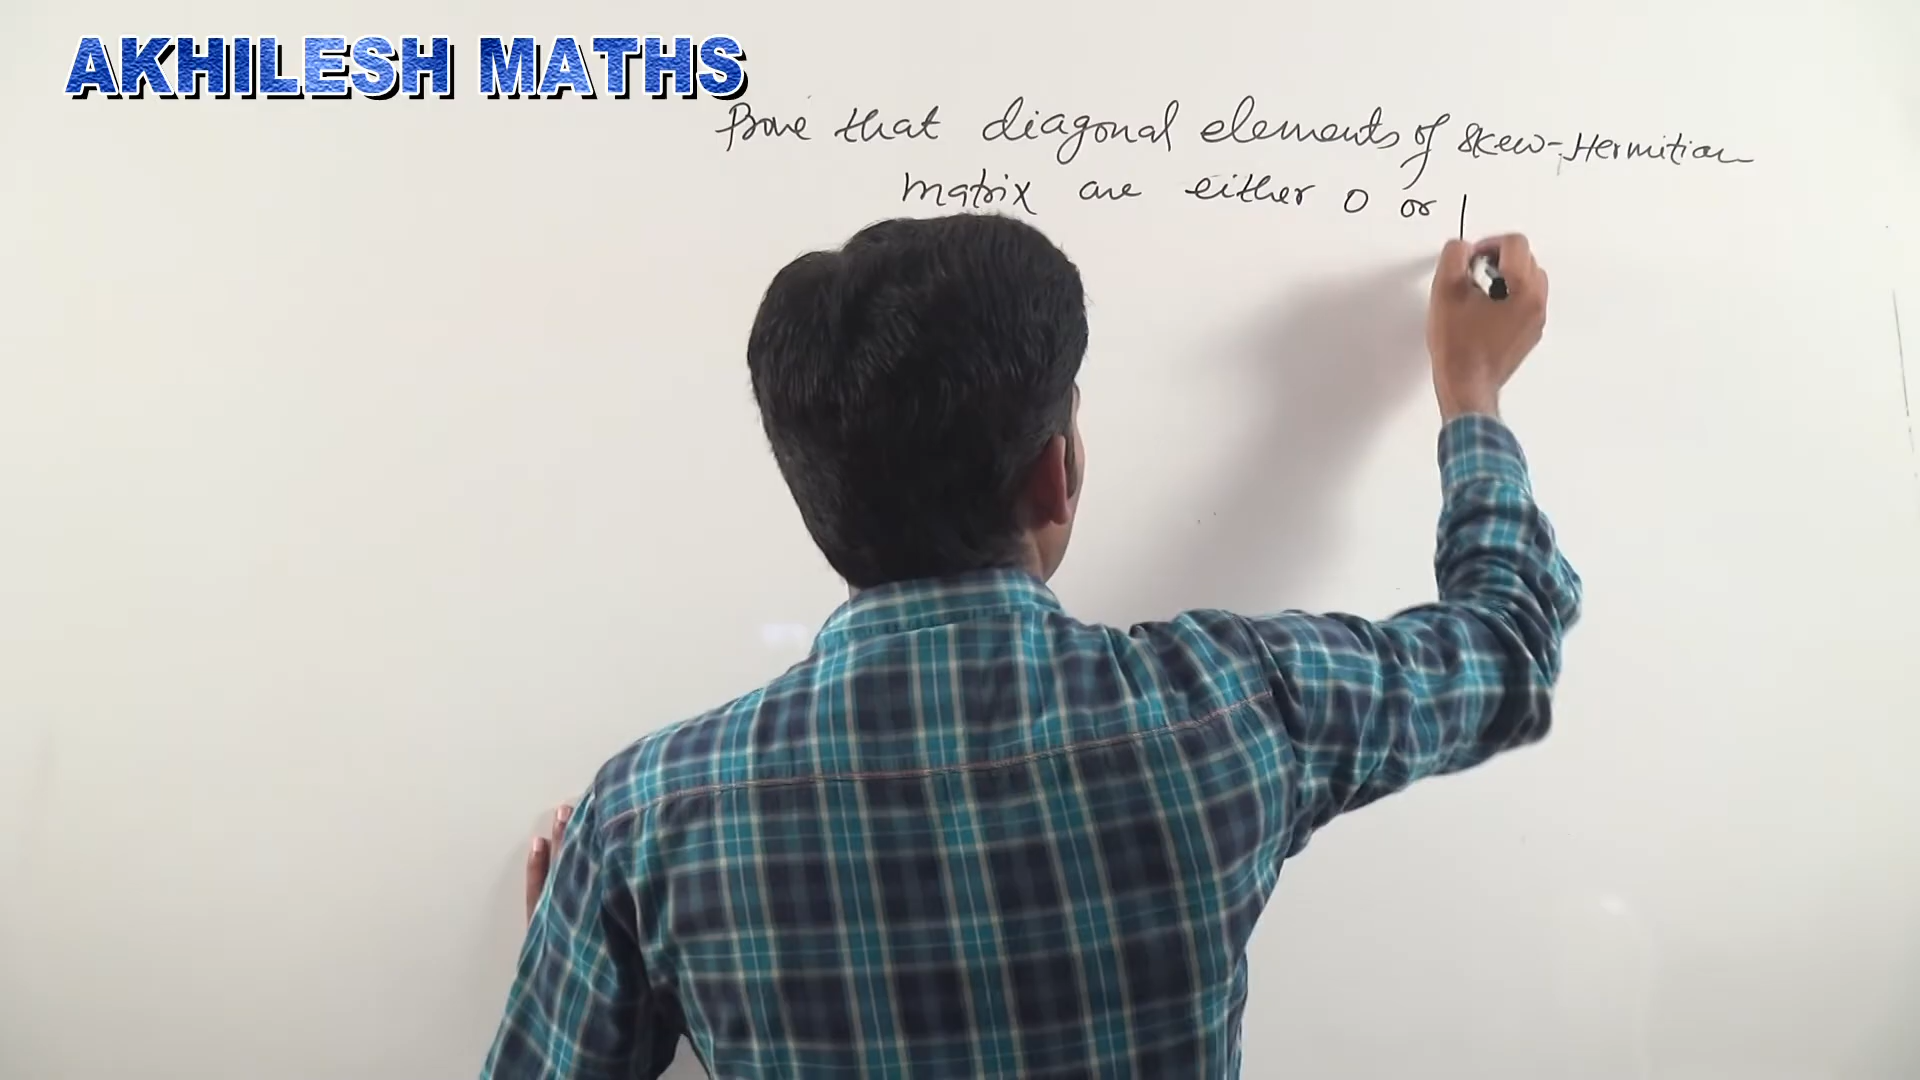 AKHILESH MATHS
Prove that diagonal elements of Skew-Hermitian
matrix are either 0 or